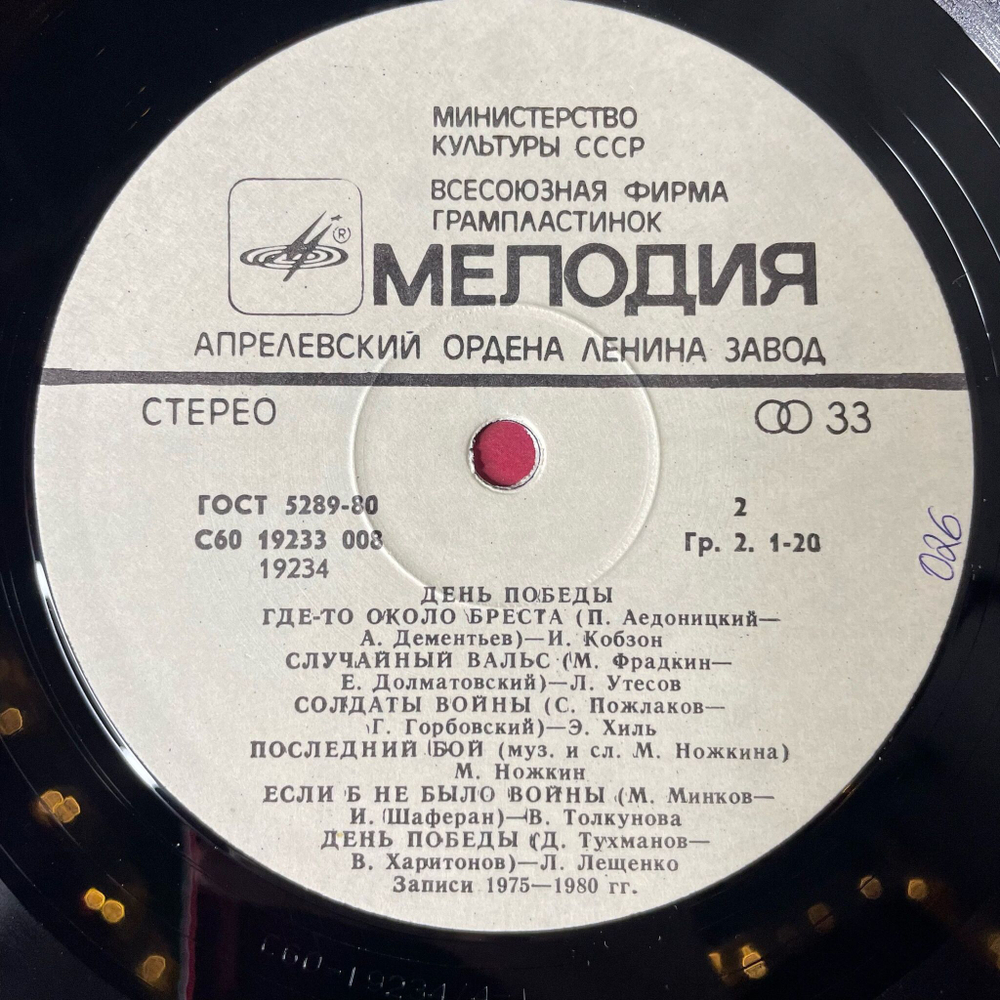 МИНИСТЕРСТВО
КУЛЬТУРЫ СССР
ВСЕСОЮЗНАЯ ФИРМА
ГРАМПЛАСТИНОК
(R)
МЕЛОДИЯ
АПРЕЛЕВСКИЙ ОРДЕНА ЛЕНИНА ЗАВОД
СТЕРЕО
33
ГОСТ 5289-80
2
С60 19233 008
Гр. 2. 1-20
19234
026
ДЕНЬ ПОБЕДЫ
ГДЕ-ТО ОКОЛО БРЕСТА (П. Аедоницкий—
А. Дементьев)—И. Кобзон
СЛУЧАЙНЫЙ ВАЛЬС (М. Фрадкин—
Е. Долматовский)—Л. Утесов
СОЛДАТЫ ВОЙНЫ (С. Пожлаков—
Г. Горбовский)—Э. Хиль
ПОСЛЕДНИЙ БОЙ (муз. и сл. М. Ножкина)
М. Ножкин
ЕСЛИ Б НЕ БЫЛО ВОЙНЫ (М. Минков—
И. Шаферан)—В. Толкунова
ДЕНЬ ПОБЕДЫ (Д. Тухманов—
В. Харитонов)—Л. Лещенко
Записи 1975—1980 гг.